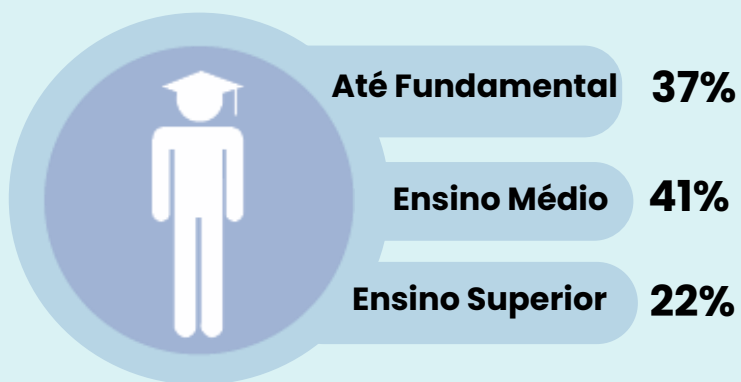 Até Fundamental 37%
Ensino Médio 41%
Ensino Superior 22%